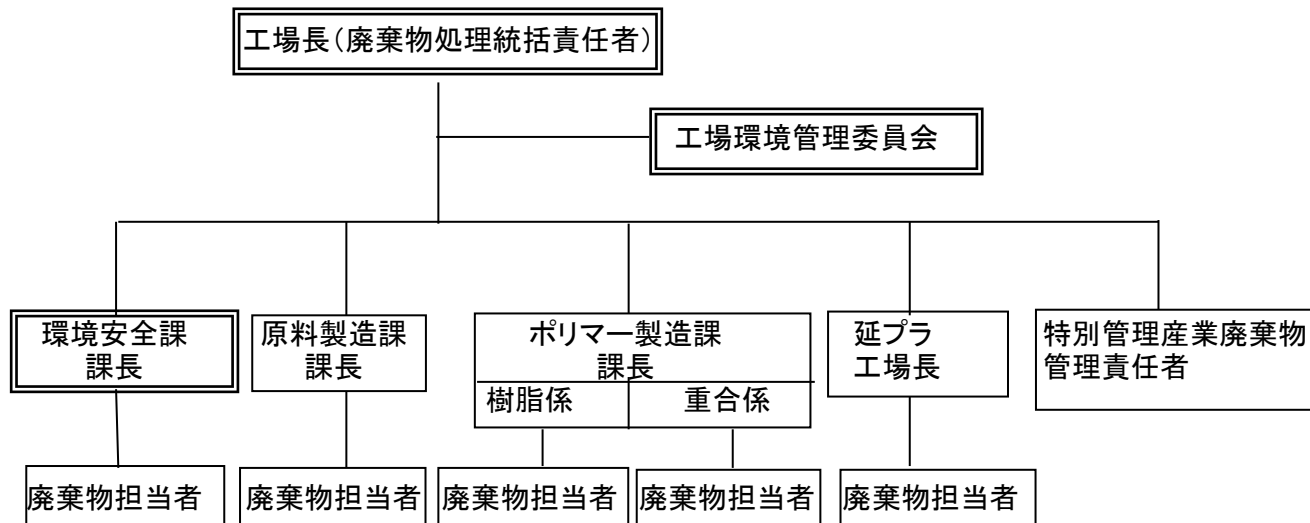 工場長(廃棄物処理統括責任者)
工場環境管理委員会
環境安全課
課長
原料製造課
課長
ポリマー製造課
課長
樹脂係
重合係
延プラ
工場長
特別管理産業廃棄物
管理責任者
廃棄物担当者
廃棄物担当者
廃棄物担当者
廃棄物担当者
廃棄物担当者